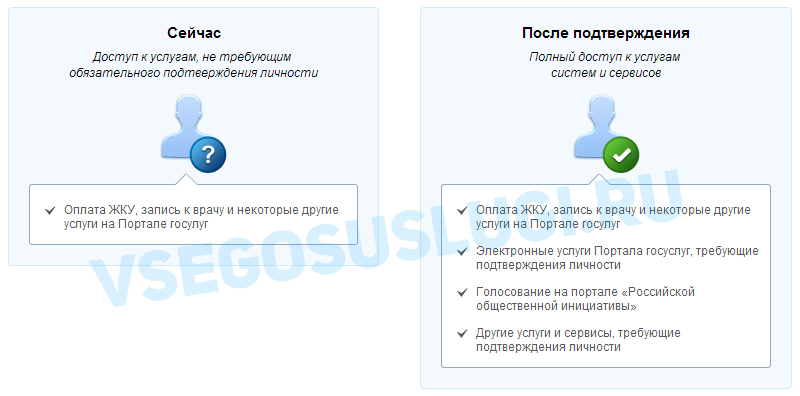 Сейчас
Доступ к услугам, не требующим
обязательного подтверждения личности
?
Оплата ЖКУ, запись к врачу и некоторые другие
услуги на Портале госулуг
После подтверждения
Полный доступ к услугам
систем и сервисов
Оплата ЖКУ, запись к врачу и некоторые другие
услуги на Портале госулуг
Электронные услуги Портала госуслуг, требующие
подтверждения личности
Голосование на портале «Российской
общественной инициативы»
Другие услуги и сервисы, требующие
подтверждения личности
VSEGOSUSLUGI.RU